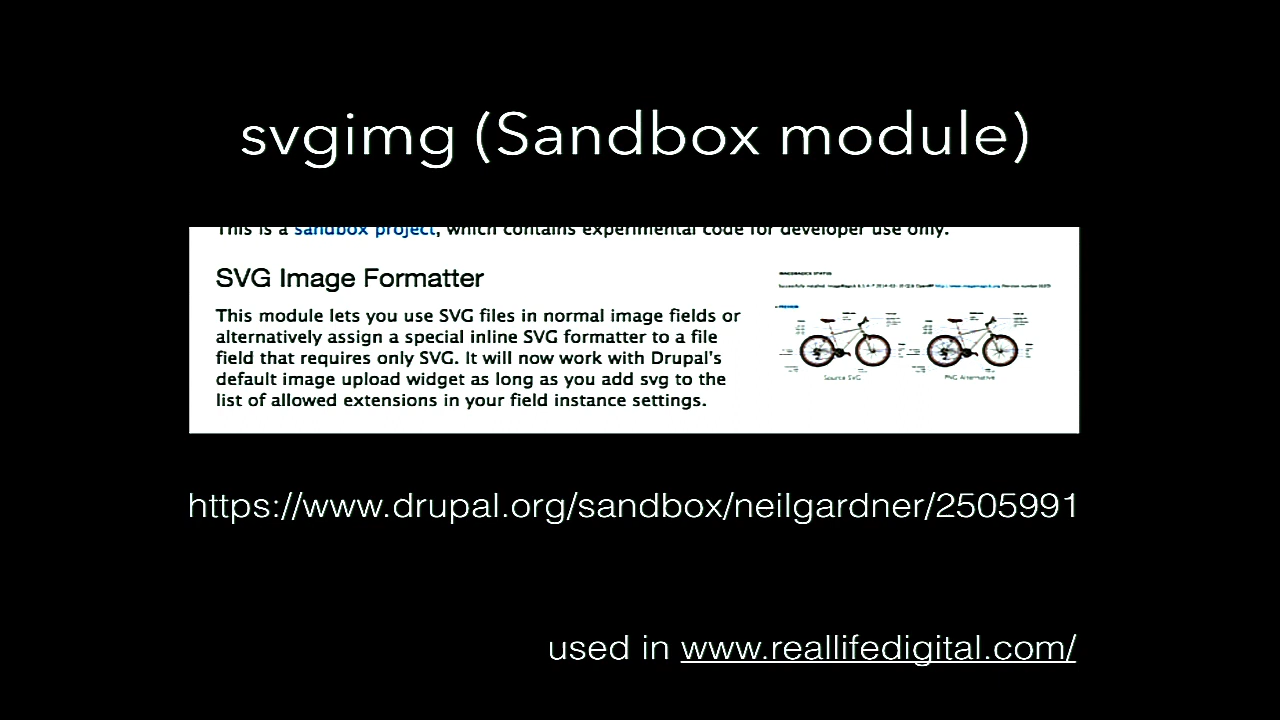 svgimg (Sandbox module)
This is a sandbox project, which contains experimental code for developer use only.
SVG Image Formatter
This module lets you use SVG files in normal image fields or
alternatively assign a special inline SVG formatter to a file
field that requires only SVG. It will now work with Drupal's
default image upload widget as long as you add svg to the
list of allowed extensions in your field instance settings.
Source SVG
PNG Alternative
https://www.drupal.org/sandbox/neilgardner/2505991
used in www.reallifedigital.com/